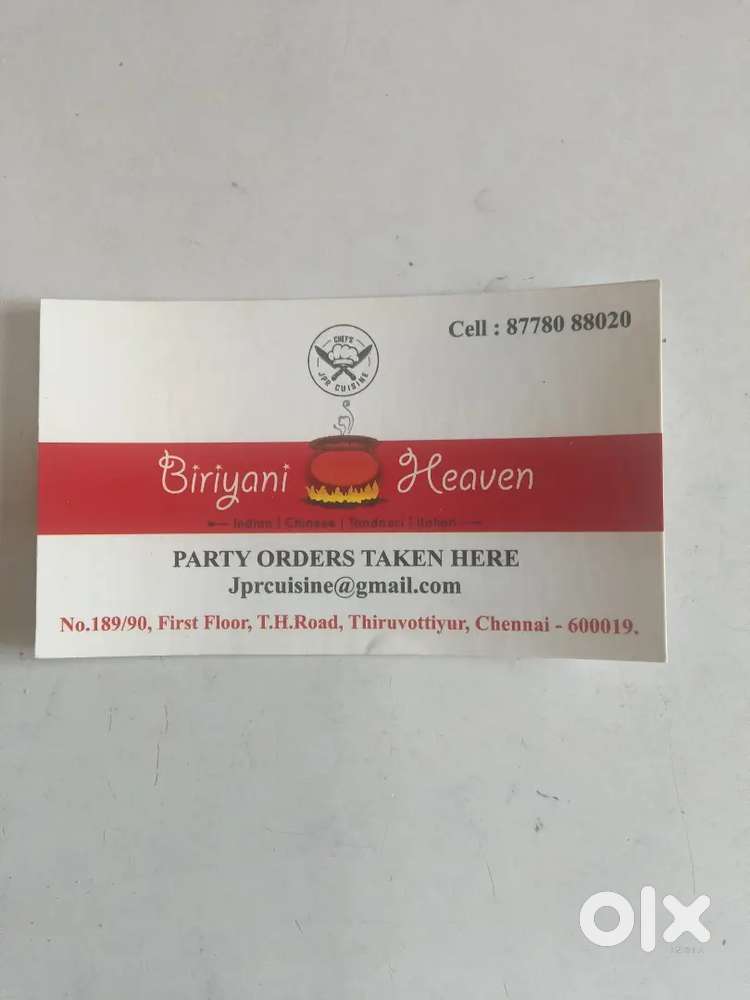 Cell : 87780 88020
CHEF'S
JPR CUISINE
Biriyani Heaven
Indian | Chinese | Tandoori | Italian
PARTY ORDERS TAKEN HERE
Jprcuisine@gmail.com
No.189/90, First Floor, T.H.Road, Thiruvottiyur, Chennai - 600019.
olx